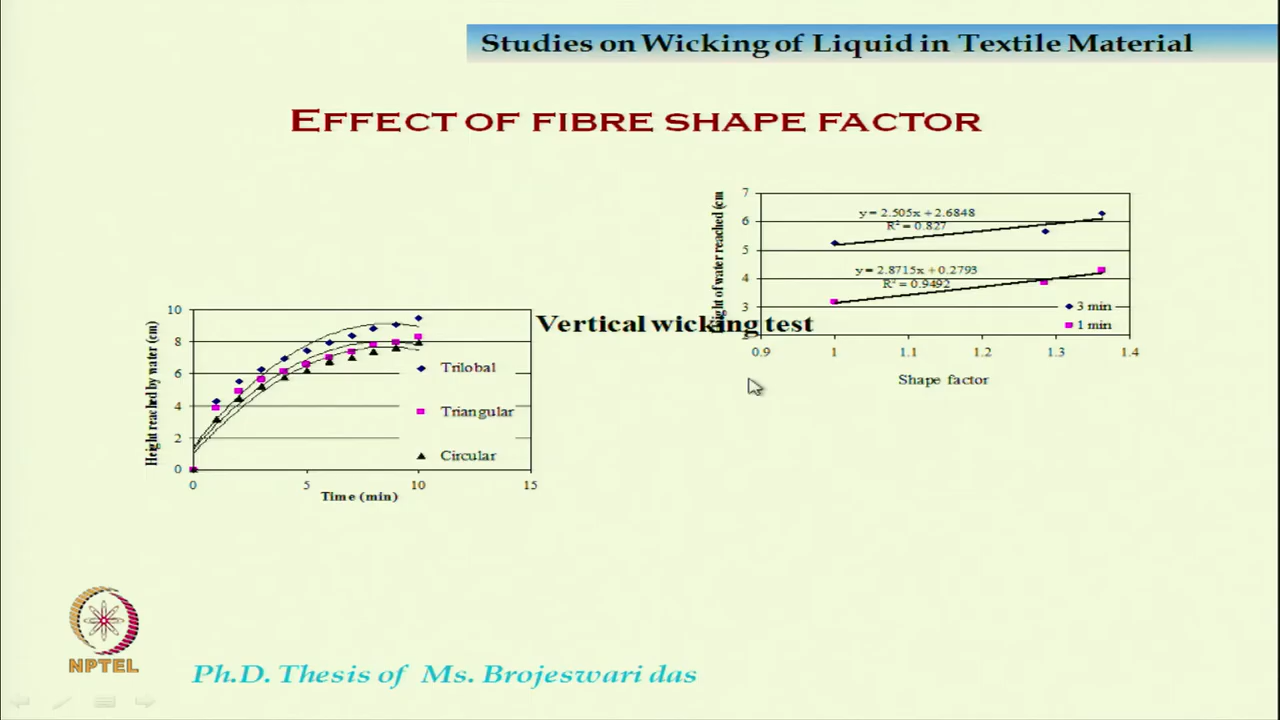 Studies on Wicking of Liquid in Textile Material
EFFECT OF FIBRE SHAPE FACTOR
Height of water reached (cm
7
6
5
4
3
y = 2.505x + 2.6848
R² = 0.827
y = 2.8715x + 0.2793
R² = 0.9492
3 min
1 min
0.9 1 1.1 1.2 1.3 1.4
Shape factor
Vertical wicking test
Height reached by water (cm)
10
8
6
4
2
0
Trilobal
Triangular
Circular
0 5 10 15
Time (min)
NPTEL
Ph.D. Thesis of Ms. Brojeswari das